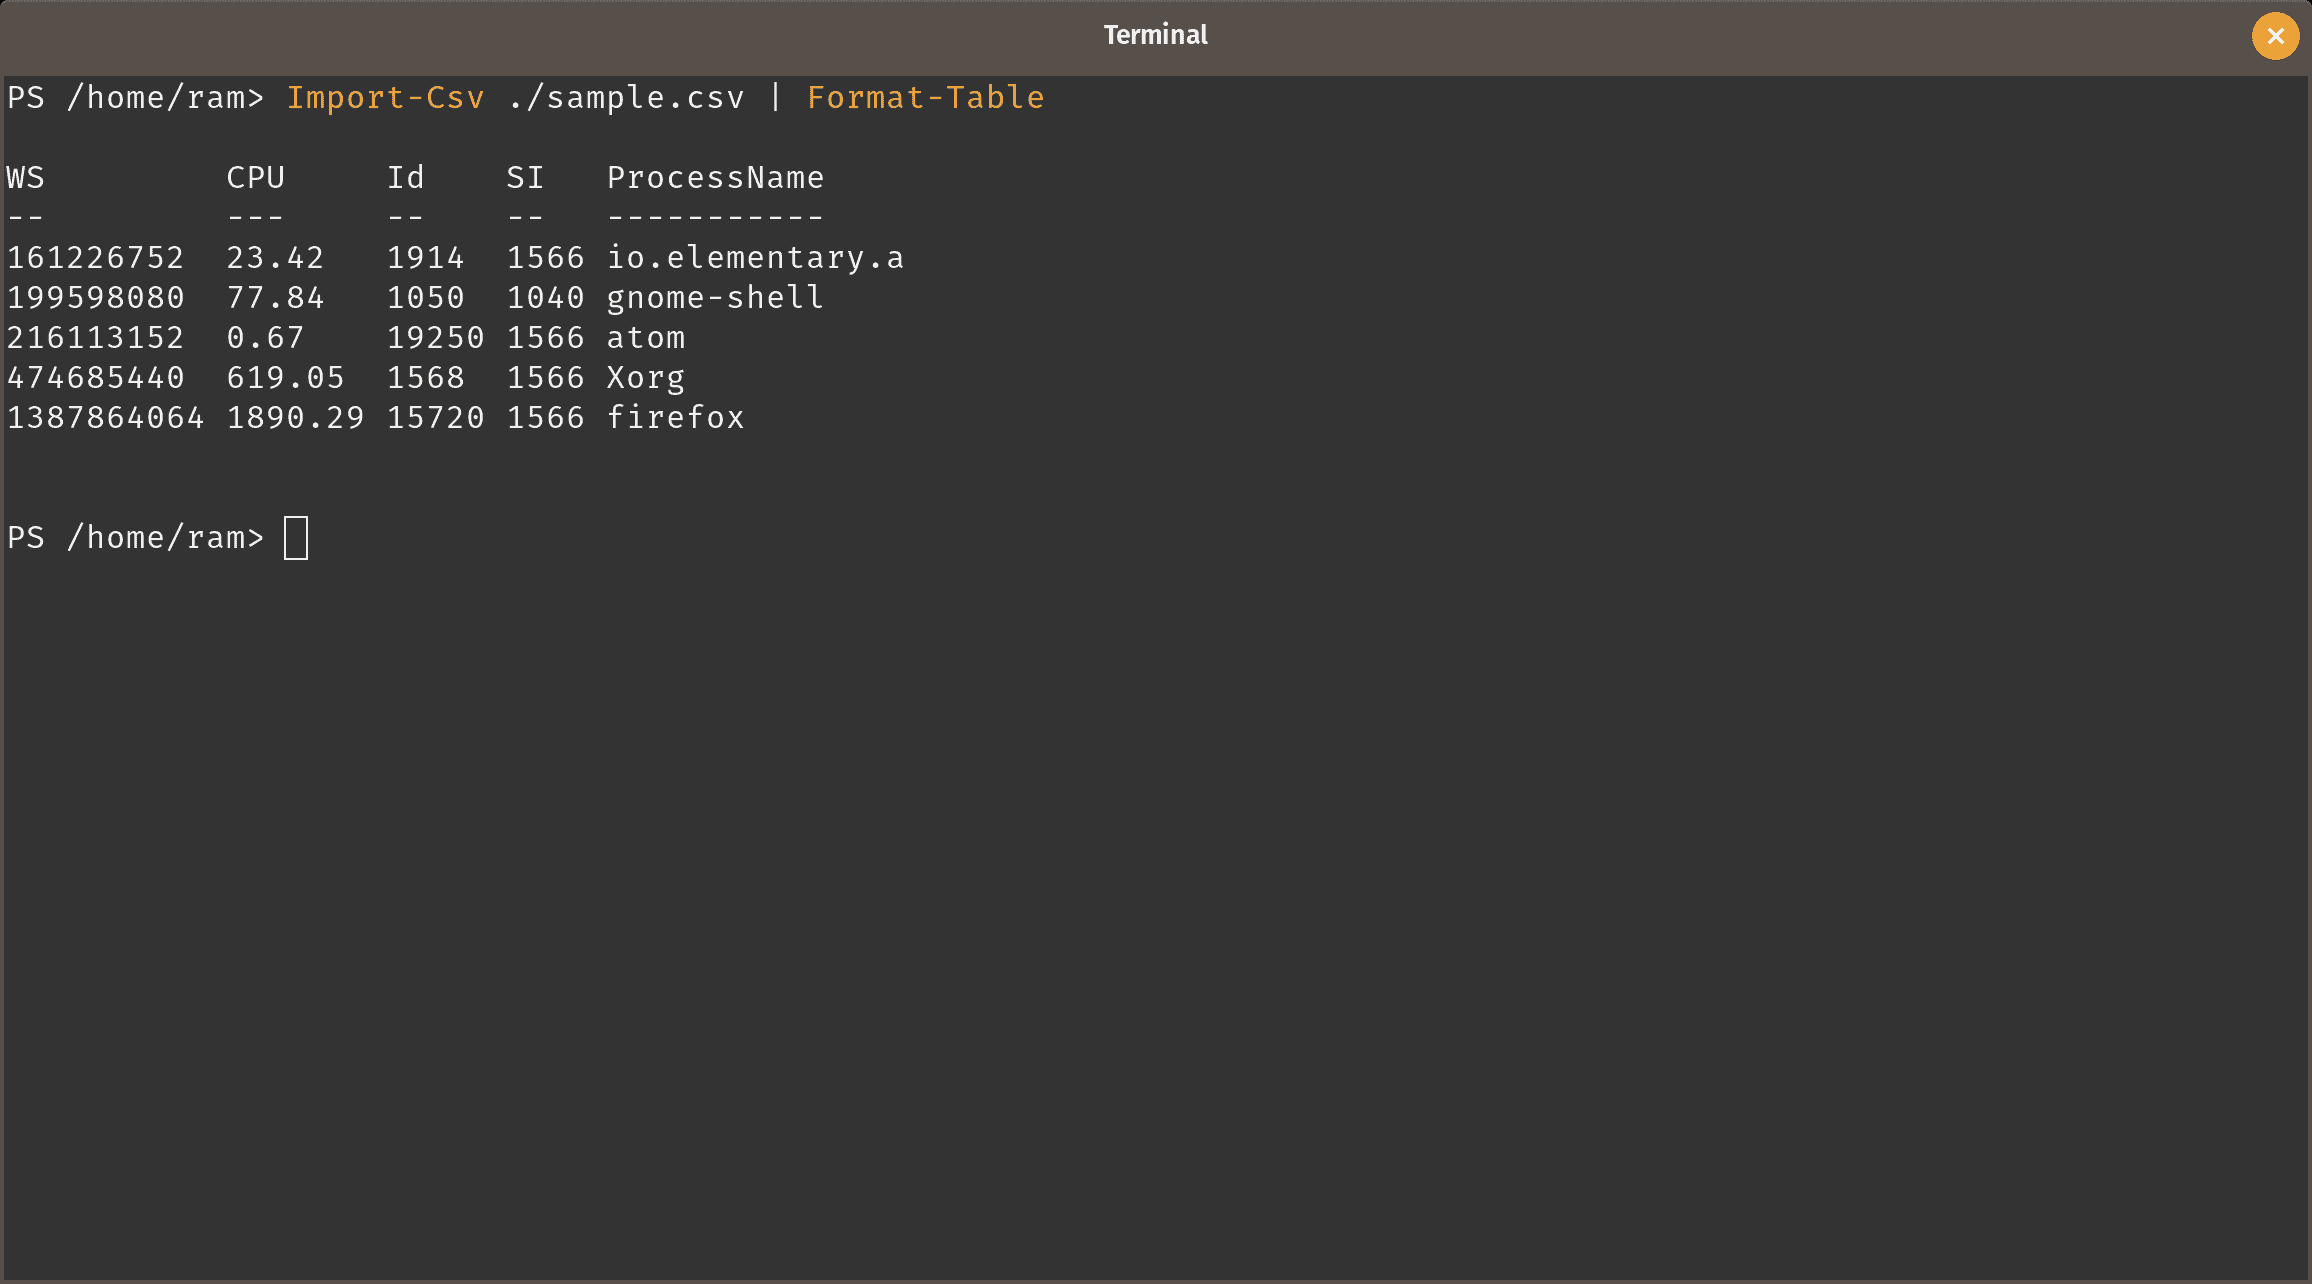 Terminal
PS /home/ram> Import-Csv ./sample.csv | Format-Table
WS         CPU     Id    SI   ProcessName
--         ---     --    --   -----------
161226752  23.42   1914  1566 io.elementary.a
199598080  77.84   1050  1040 gnome-shell
216113152  0.67    19250 1566 atom
474685440  619.05  1568  1566 Xorg
1387864064 1890.29 15720 1566 firefox
PS /home/ram>